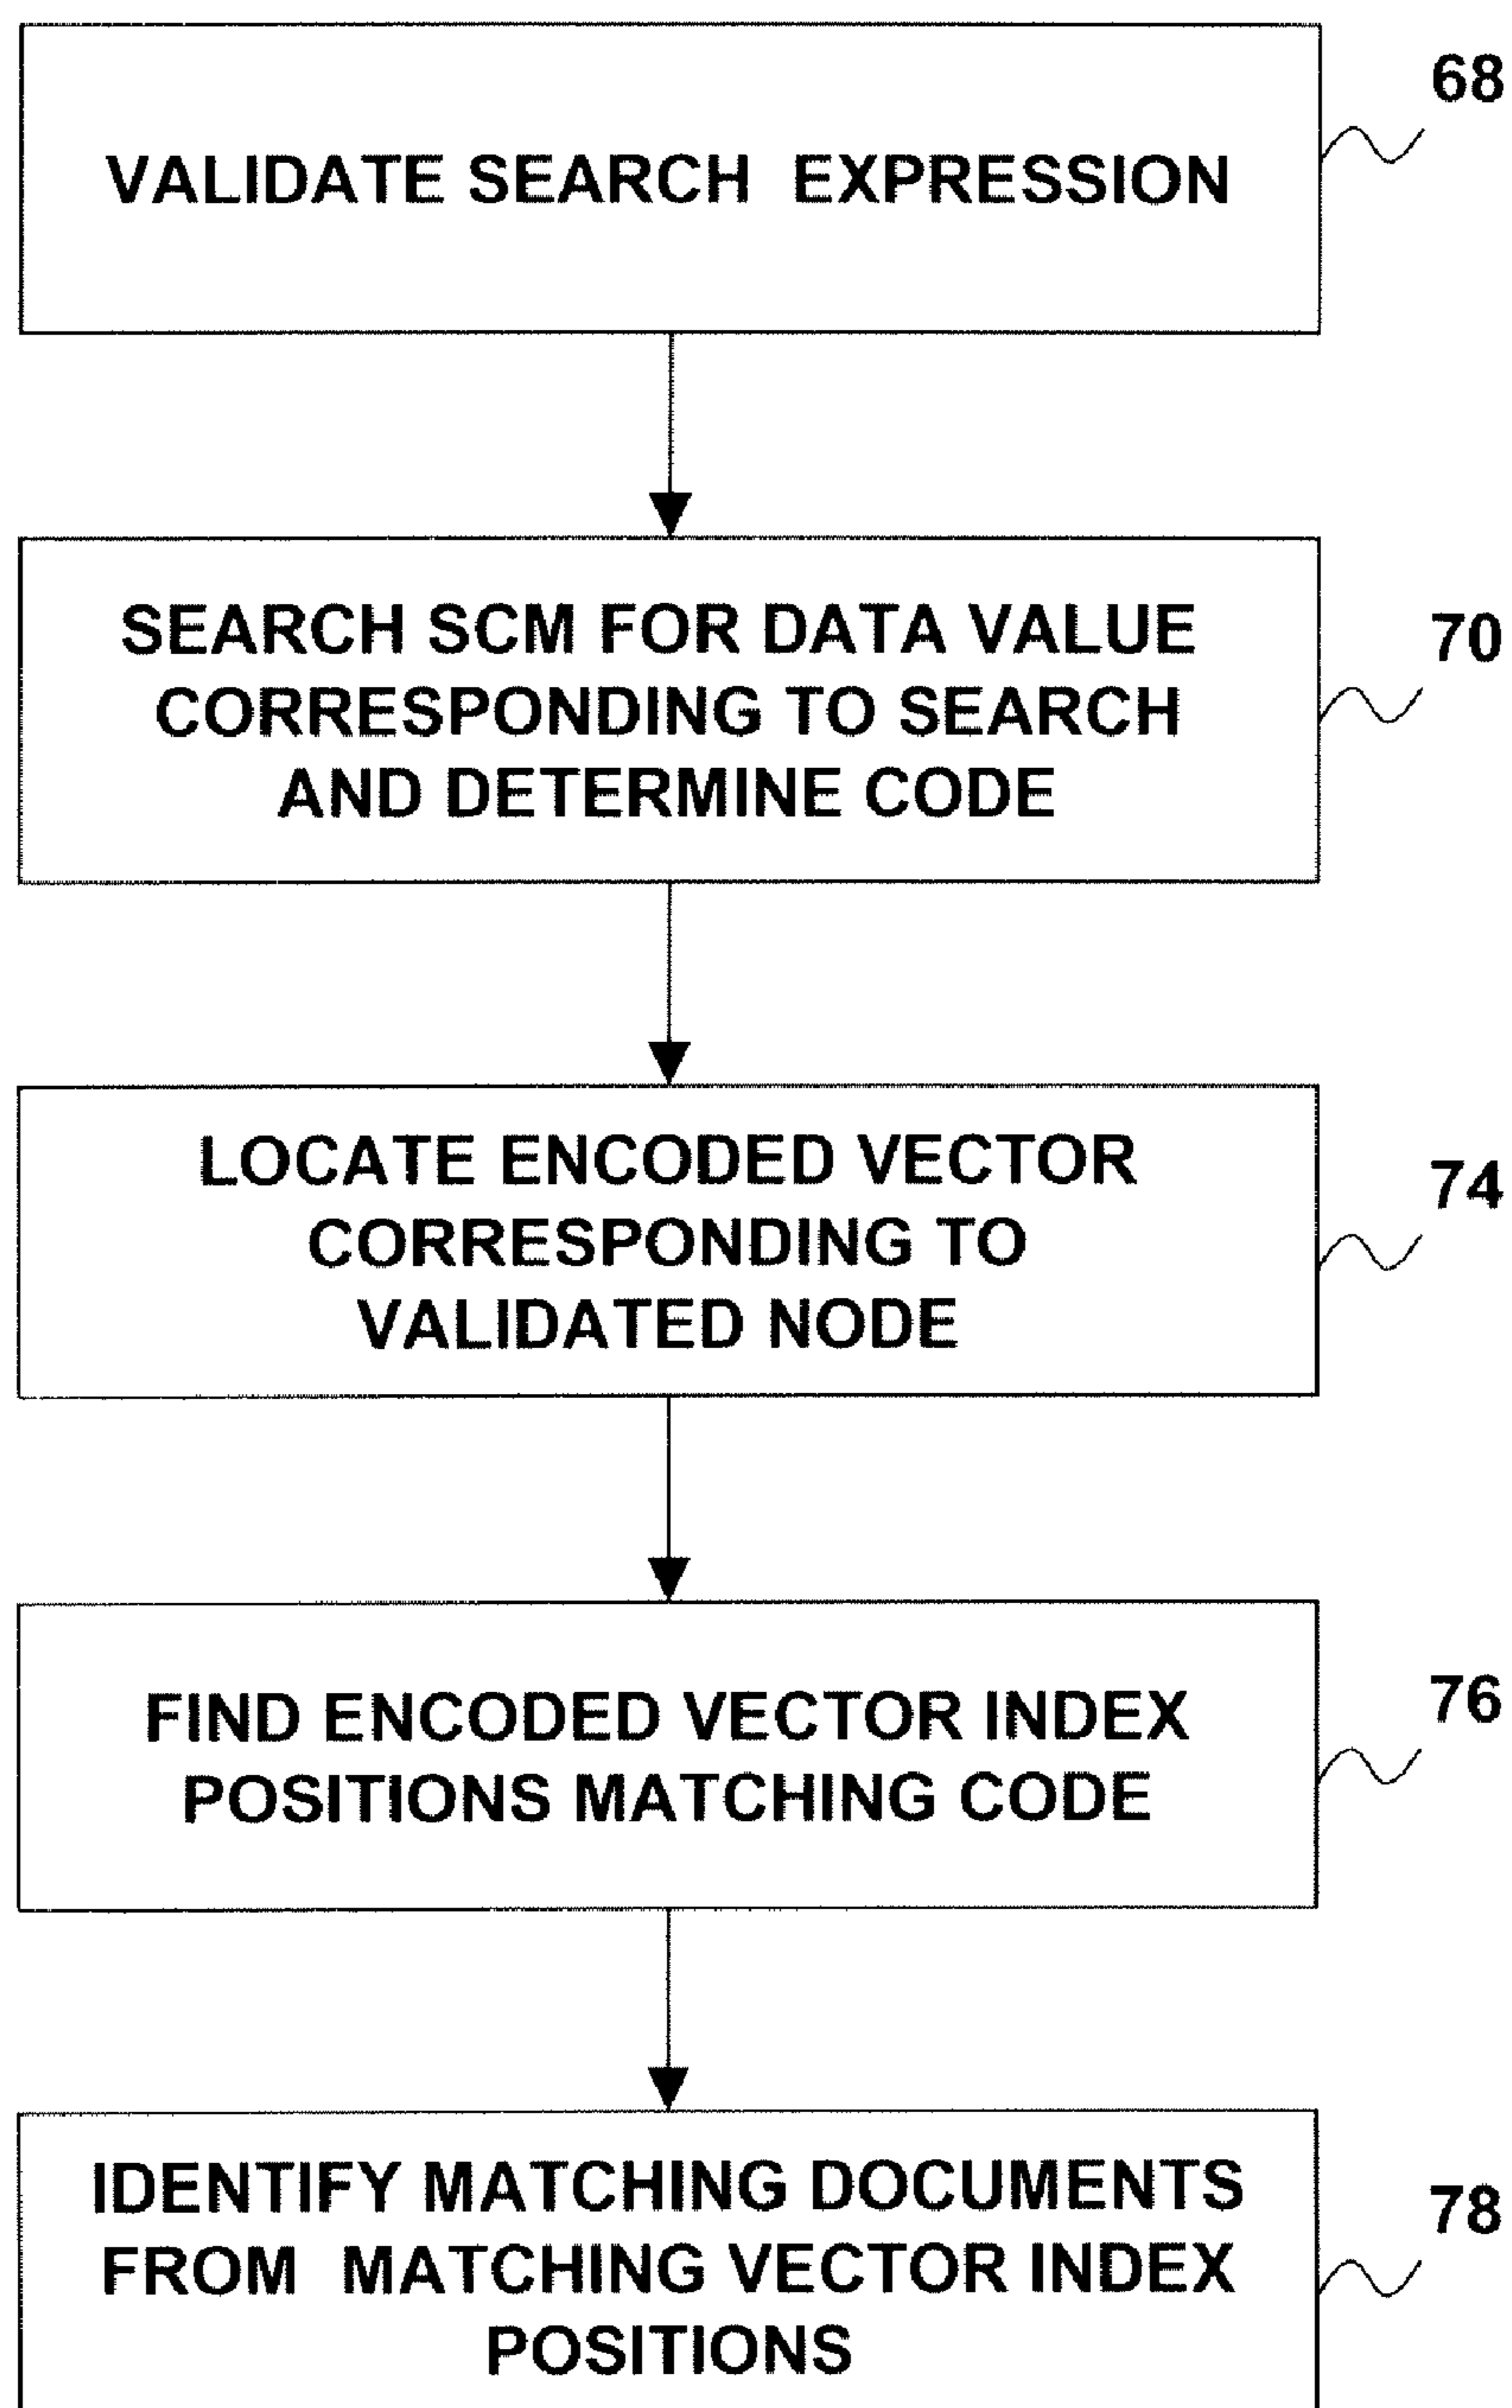 68
VALIDATE SEARCH EXPRESSION
SEARCH SCM FOR DATA VALUE
CORRESPONDING TO SEARCH
AND DETERMINE CODE
70
LOCATE ENCODED VECTOR
CORRESPONDING TO
VALIDATED NODE
74
FIND ENCODED VECTOR INDEX
POSITIONS MATCHING CODE
76
IDENTIFY MATCHING DOCUMENTS
FROM MATCHING VECTOR INDEX
POSITIONS
78